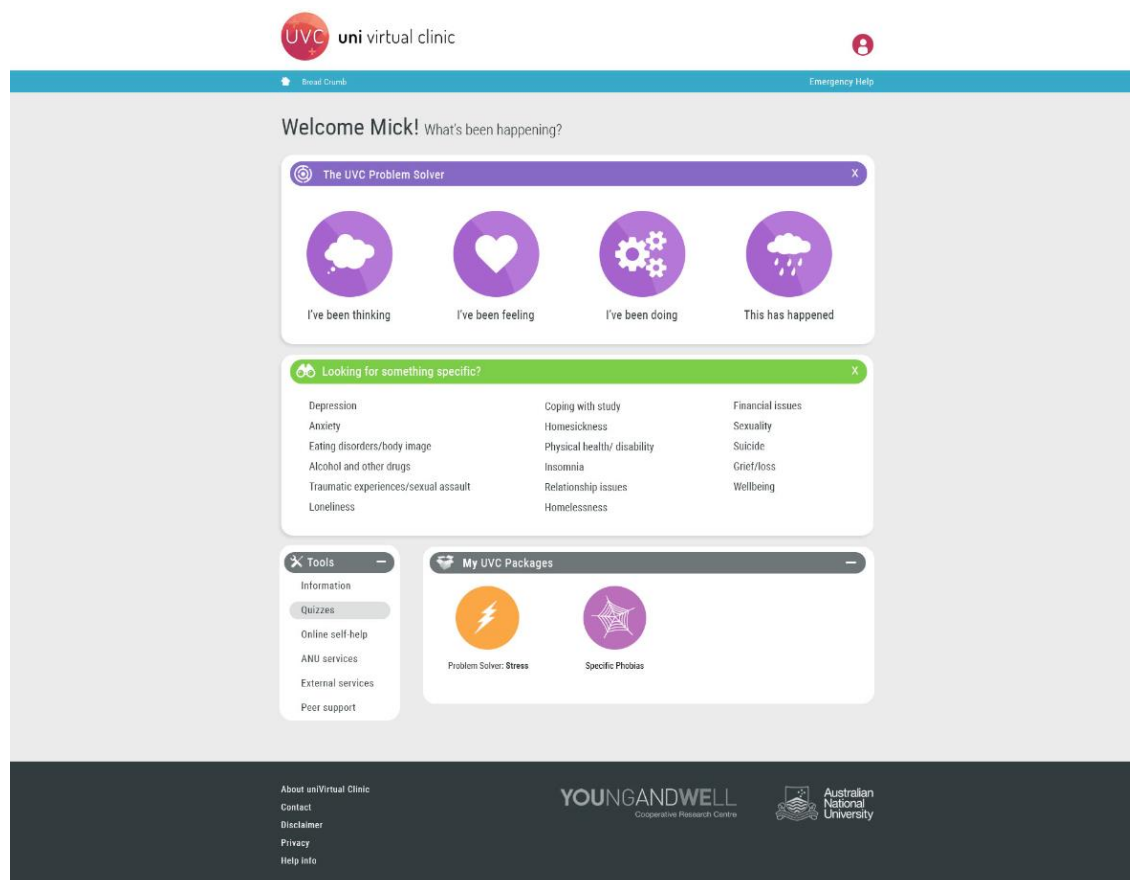 UVC uni virtual clinic
Bread Crumb
Emergency Help
Welcome Mick! What's been happening?
The UVC Problem Solver X
I've been thinking
I've been feeling
I've been doing
This has happened
Looking for something specific? X
Depression
Anxiety
Eating disorders/body image
Alcohol and other drugs
Traumatic experiences/sexual assault
Loneliness
Coping with study
Homesickness
Physical health/ disability
Insomnia
Relationship issues
Homelessness
Financial issues
Sexuality
Suicide
Grief/loss
Wellbeing
Tools
Information
Quizzes
Online self-help
ANU services
External services
Peer support
My UVC Packages
Problem Solver: Stress
Specific Phobias
About uniVirtual Clinic
Contact
Disclaimer
Privacy
Help info
YOUNGANDWELL
Cooperative Research Centre
Australian
National
University